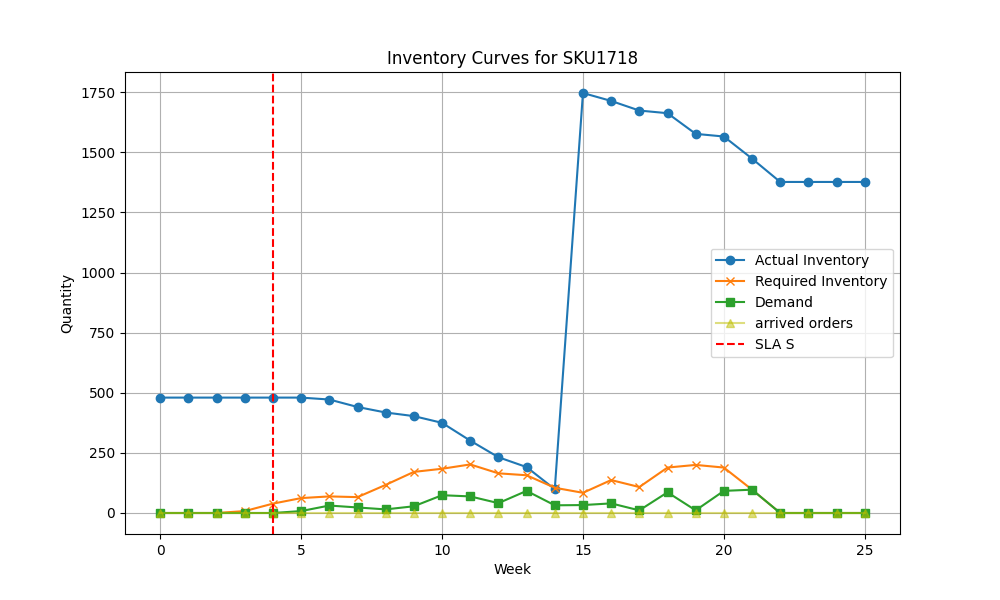 Inventory Curves for SKU1718
Quantity
1750
1500
1250
1000
750
500
250
0
Actual Inventory
Required Inventory
Demand
arrived orders
SLA S
0 5 10 15 20 25
Week